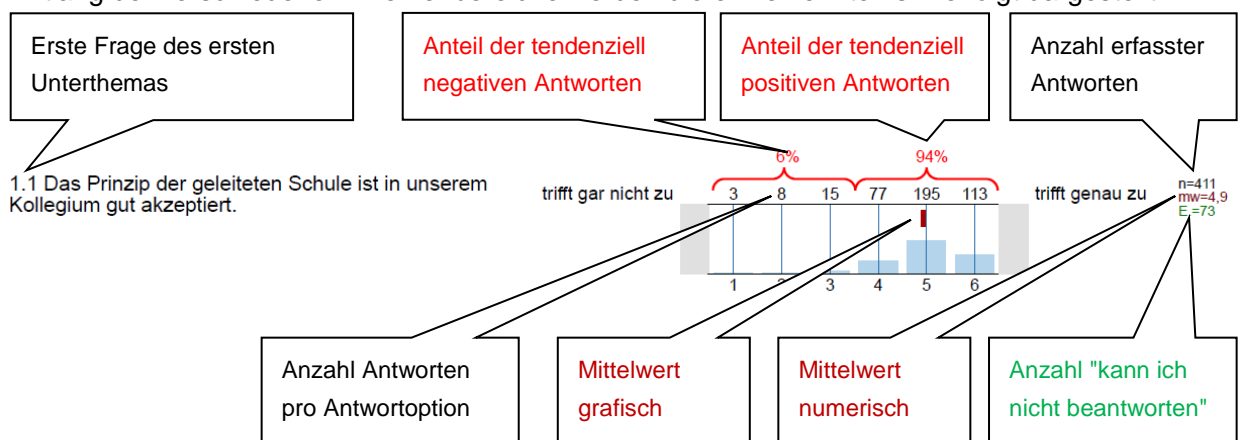 Erste Frage des ersten
Unterthemas
Anteil der tendenziell
negativen Antworten
Anteil der tendenziell
positiven Antworten
Anzahl erfasster
Antworten
6%
94%
1.1 Das Prinzip der geleiteten Schule ist in unserem
Kollegium gut akzeptiert.
trifft gar nicht zu
3 8 15 77 195 113
trifft genau zu
n=411
mw=4,9
E.=73
1 2 3 4 5 6
Anzahl Antworten
pro Antwortoption
Mittelwert
grafisch
Mittelwert
numerisch
Anzahl "kann ich
nicht beantworten"